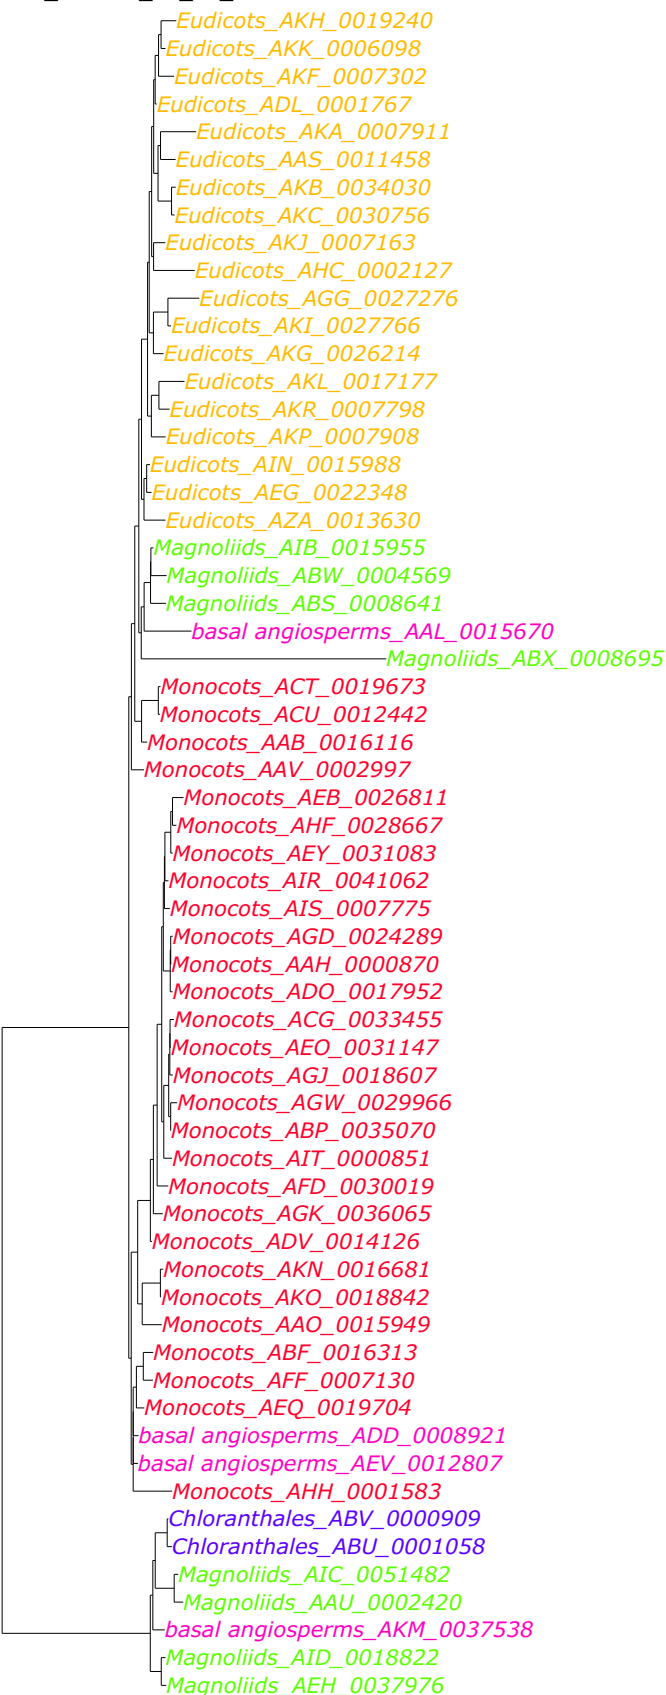 Eudicots_AKH_0019240
Eudicots_AKK_0006098
Eudicots_AKF_0007302
Eudicots_ADL_0001767
Eudicots_AKA_0007911
Eudicots_AAS_0011458
Eudicots_AKB_0034030
Eudicots_AKC_0030756
Eudicots_AKJ_0007163
Eudicots_AHC_0002127
Eudicots_AGG_0027276
Eudicots_AKI_0027766
Eudicots_AKG_0026214
Eudicots_AKL_0017177
Eudicots_AKR_0007798
Eudicots_AKP_0007908
Eudicots_AIN_0015988
Eudicots_AEG_0022348
Eudicots_AZA_0013630
Magnoliids_AIB_0015955
Magnoliids_ABW_0004569
Magnoliids_ABS_0008641
basal angiosperms_AAL_0015670
Magnoliids_ABX_0008695
Monocots_ACT_0019673
Monocots_ACU_0012442
Monocots_AAB_0016116
Monocots_AAV_0002997
Monocots_AEB_0026811
Monocots_AHF_0028667
Monocots_AEY_0031083
Monocots_AIR_0041062
Monocots_AIS_0007775
Monocots_AGD_0024289
Monocots_AAH_0000870
Monocots_ADO_0017952
Monocots_ACG_0033455
Monocots_AEO_0031147
Monocots_AGJ_0018607
Monocots_AGW_0029966
Monocots_ABP_0035070
Monocots_AIT_0000851
Monocots_AFD_0030019
Monocots_AGK_0036065
Monocots_ADV_0014126
Monocots_AKN_0016681
Monocots_AKO_0018842
Monocots_AAO_0015949
Monocots_ABF_0016313
Monocots_AFF_0007130
Monocots_AEQ_0019704
basal angiosperms_ADD_0008921
basal angiosperms_AEV_0012807
Monocots_AHH_0001583
Chloranthales_ABV_0000909
Chloranthales_ABU_0001058
Magnoliids_AIC_0051482
Magnoliids_AAU_0002420
basal angiosperms_AKM_0037538
Magnoliids_AID_0018822
Magnoliids_AEH_0037976